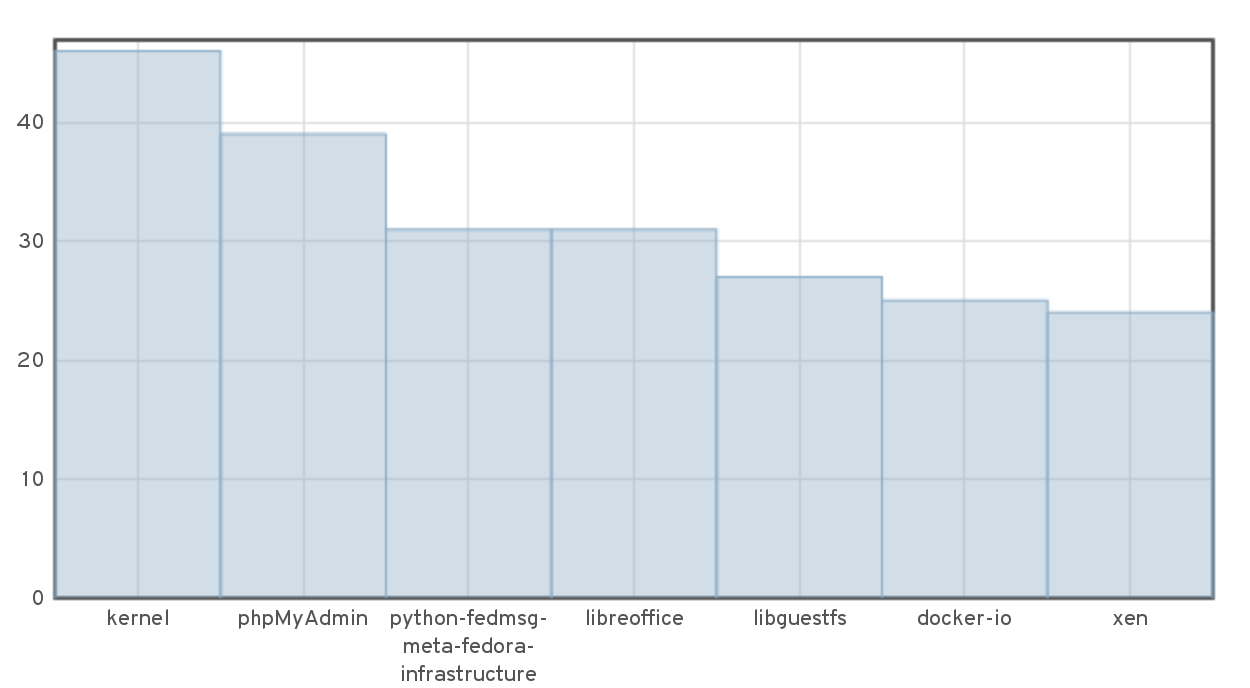 40
30
20
10
0
kernel
phpMyAdmin
python-fedmsg-
meta-fedora-
infrastructure
libreoffice
libguestfs
docker-io
xen